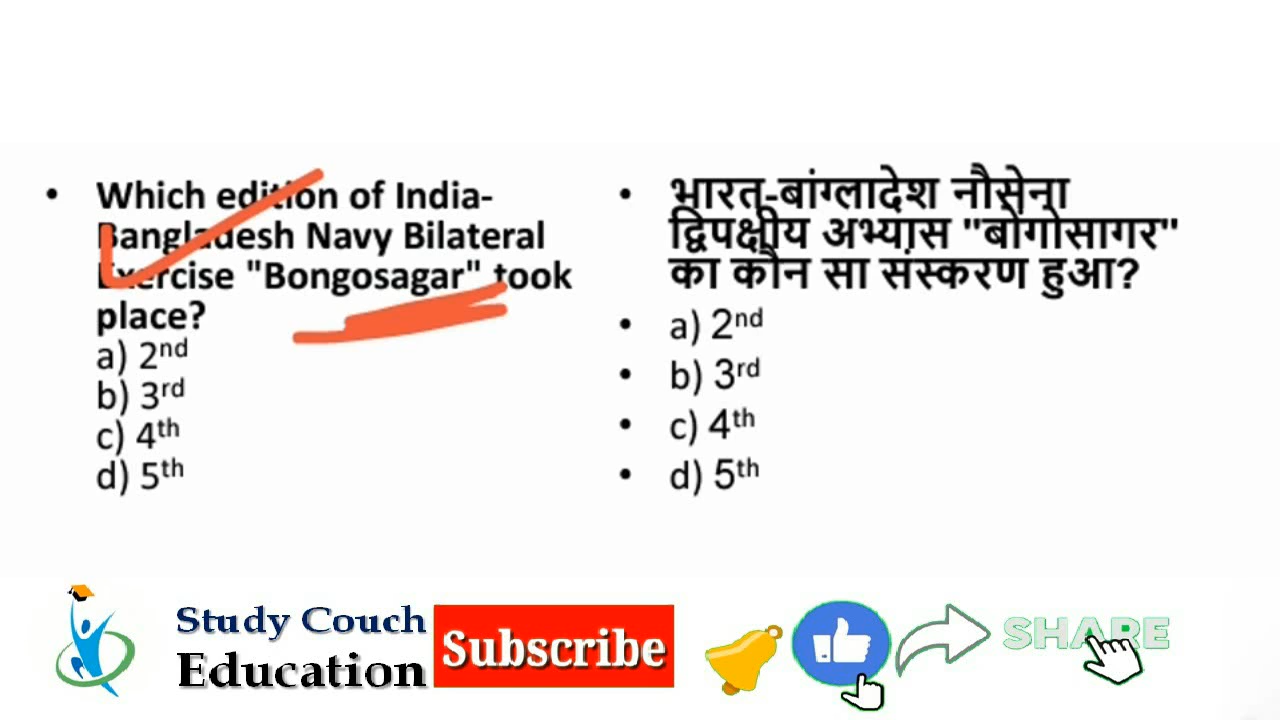 • Which edition of India-
Bangladesh Navy Bilateral
Exercise "Bongosagar" took
place?
a) 2nd
b) 3rd
c) 4th
d) 5th
• भारत-बांग्लादेश नौसेना
द्विपक्षीय अभ्यास "बोंगोसागर"
का कौन सा संस्करण हुआ?
• a) 2nd
• b) 3rd
• c) 4th
• d) 5th
Study Couch
Education
Subscribe
SHARE